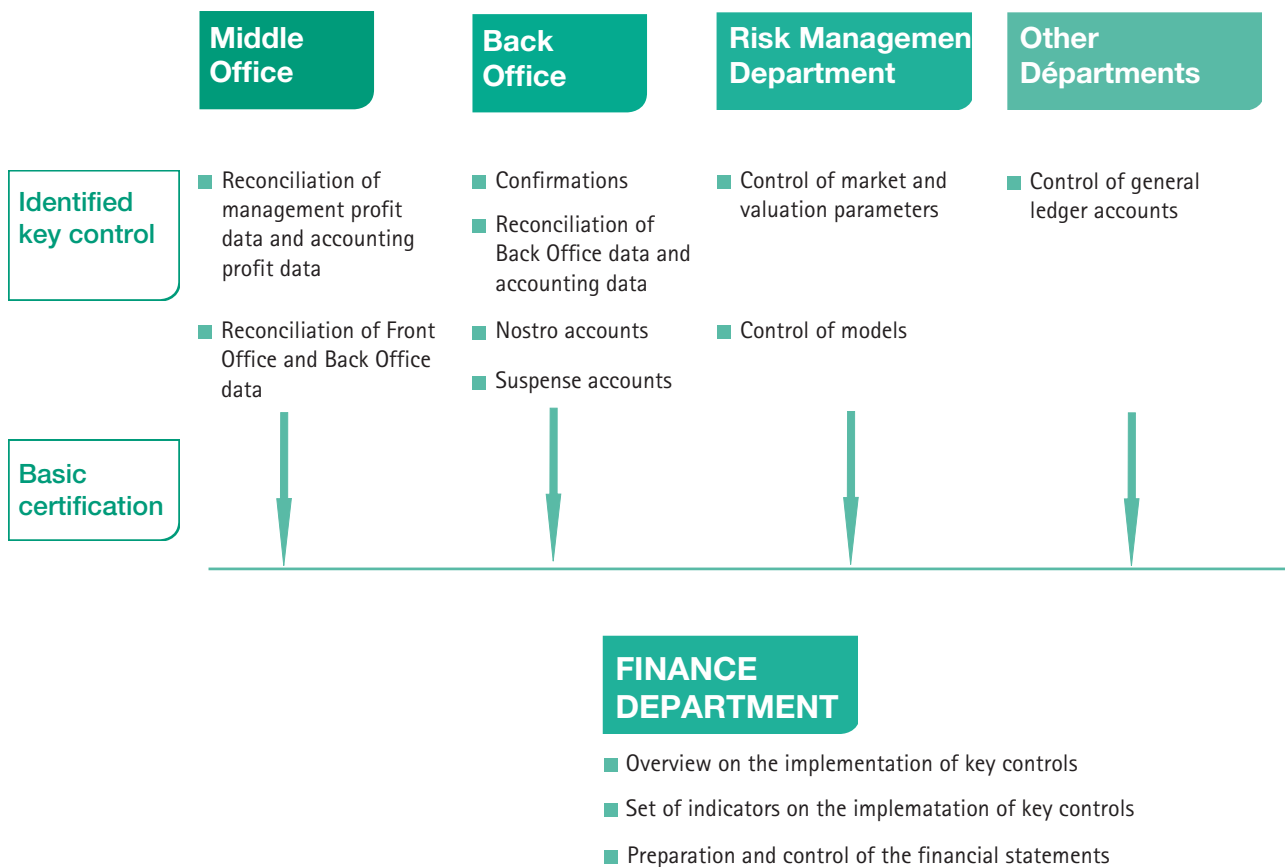 Middle
Office
Back
Office
Risk Managemen
Department
Other
Départments
Identified
key control
Reconciliation of
management profit
data and accounting
profit data
Reconciliation of Front
Office and Back Office
data
Confirmations
Reconciliation of
Back Office data and
accounting data
Nostro accounts
Suspense accounts
Control of market and
valuation parameters
Control of models
Control of general
ledger accounts
Basic
certification
FINANCE
DEPARTMENT
Overview on the implementation of key controls
Set of indicators on the implematation of key controls
Preparation and control of the financial statements